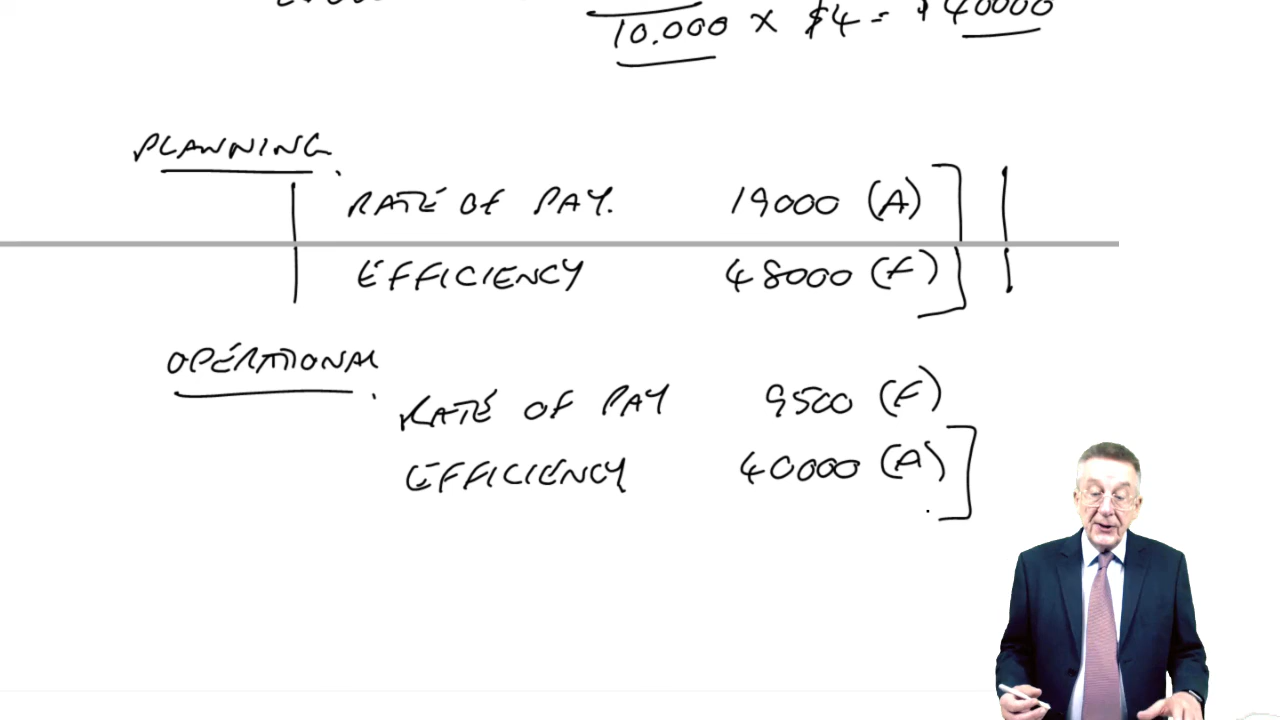 10.000 × $4 = $40000
PLANNING.
RATE OF PAY. 19000 (A)
EFFICIENCY 48000 (F)
OPERATIONAL.
RATE OF PAY 9500 (F)
EFFICIENCY 40000 (A)